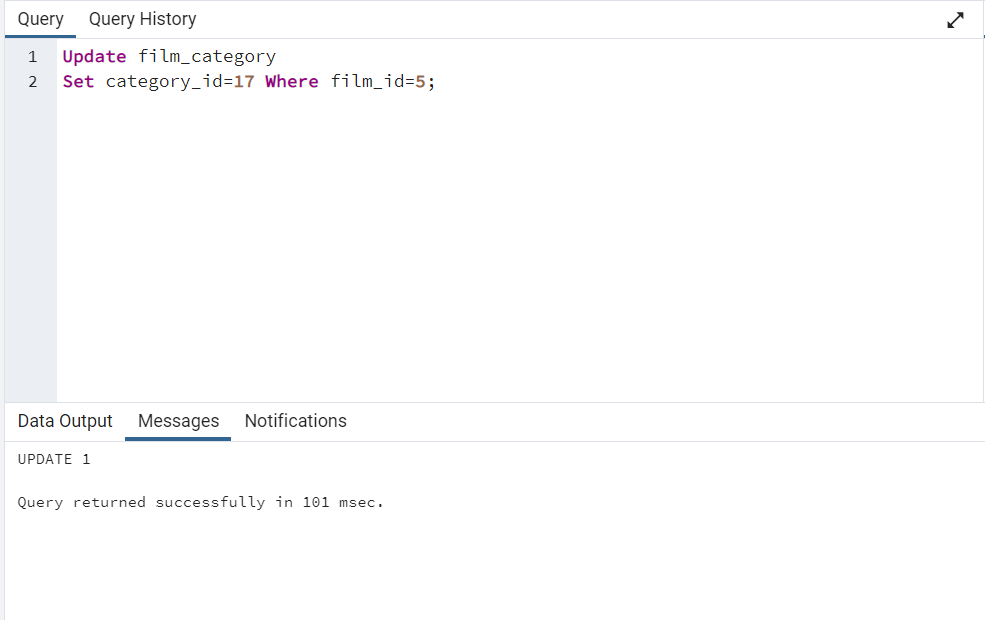 Query Query History
1 Update film_category
2 Set category_id=17 Where film_id=5;
Data Output Messages Notifications
UPDATE 1
Query returned successfully in 101 msec.